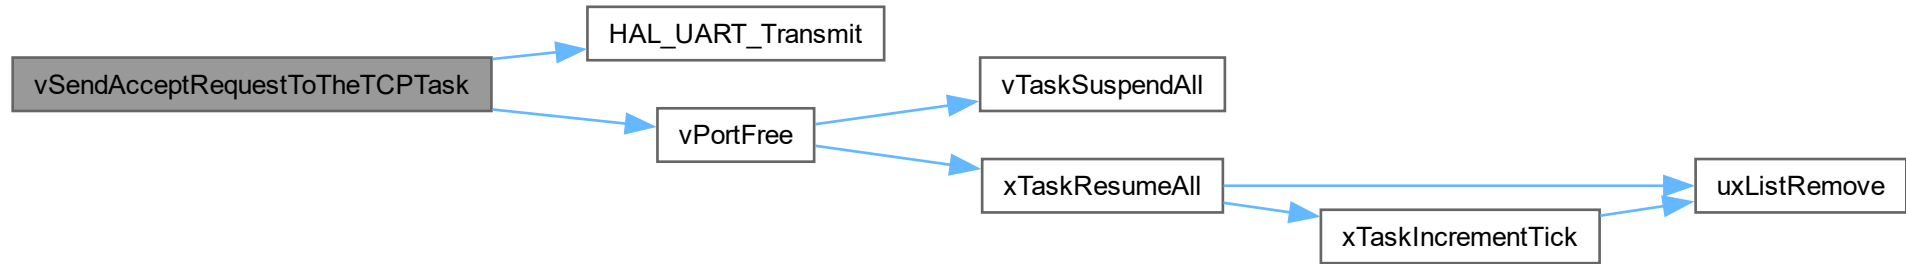 HAL_UART_Transmit
vSendAcceptRequestToTheTCPTask
vTaskSuspendAll
vPortFree
xTaskResumeAll
uxListRemove
xTaskIncrementTick